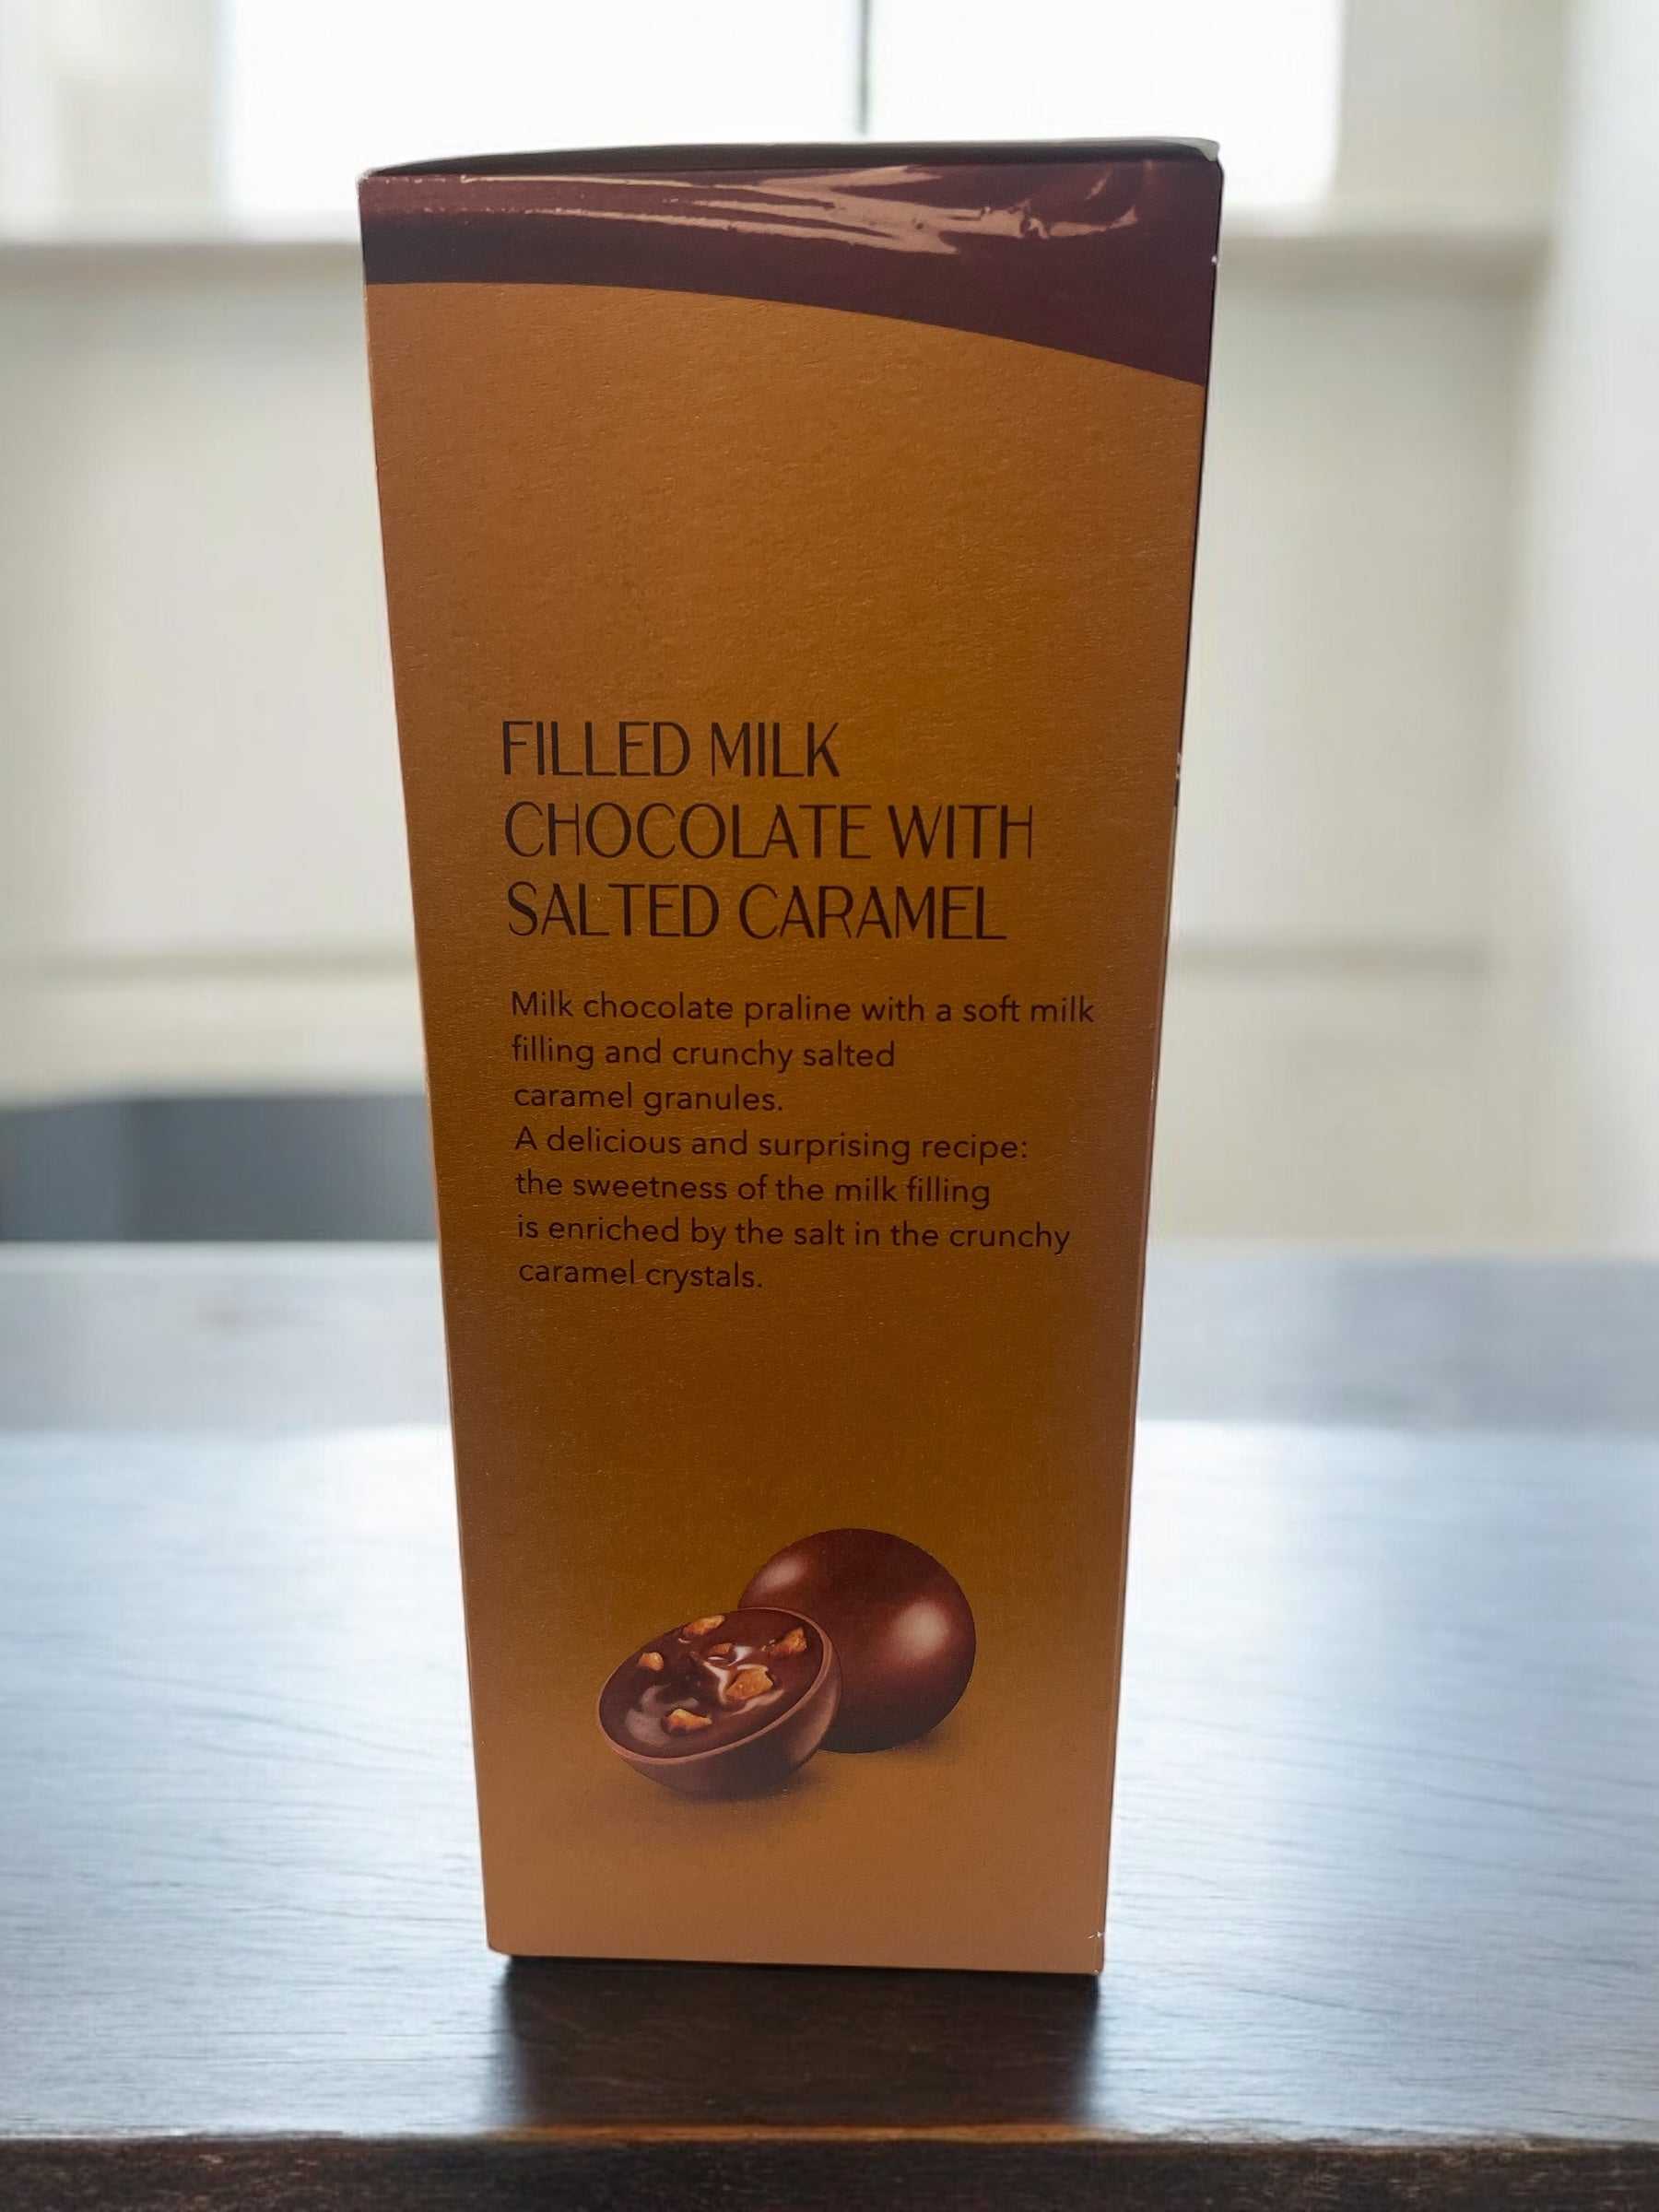 FILLED MILK
CHOCOLATE WITH
SALTED CARAMEL
Milk chocolate praline with a soft milk
filling and crunchy salted
caramel granules.
A delicious and surprising recipe:
the sweetness of the milk filling
is enriched by the salt in the crunchy
caramel crystals.